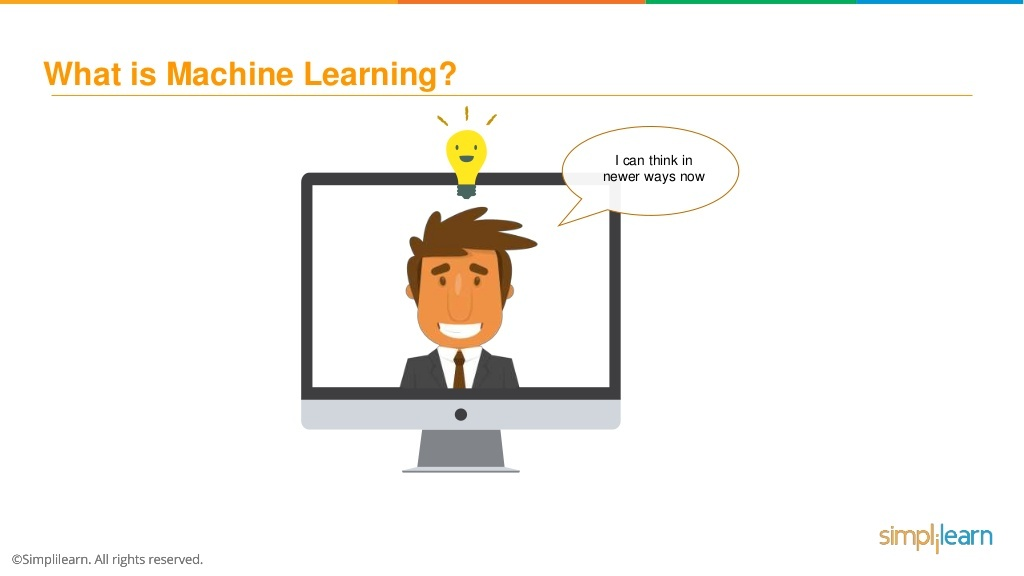 What is Machine Learning?
I can think in
newer ways now
©Simplilearn. All rights reserved.
simplilearn